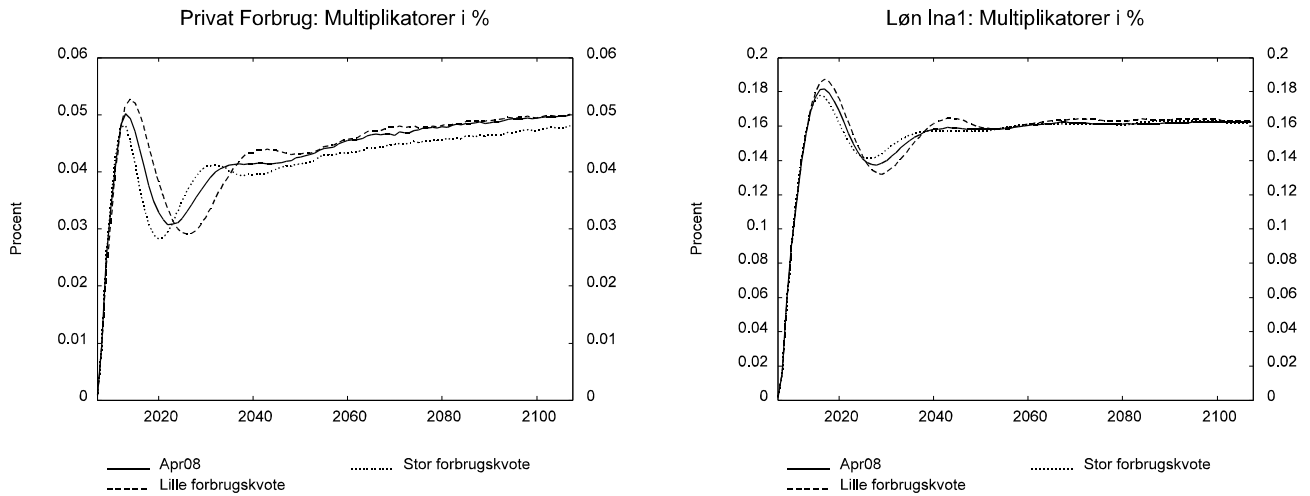 Privat Forbrug: Multiplikatorer i %
0.06 0.06
0.05 0.05
0.04 0.04
0.03 0.03
0.02 0.02
0.01 0.01
0 0
Procent
2020 2040 2060 2080 2100
Apr08 Stor forbrugskvote
Lille forbrugskvote
Løn lna1: Multiplikatorer i %
0.2 0.2
0.18 0.18
0.16 0.16
0.14 0.14
0.12 0.12
0.1 0.1
0.08 0.08
0.06 0.06
0.04 0.04
0.02 0.02
0 0
Procent
2020 2040 2060 2080 2100
Apr08 Stor forbrugskvote
Lille forbrugskvote